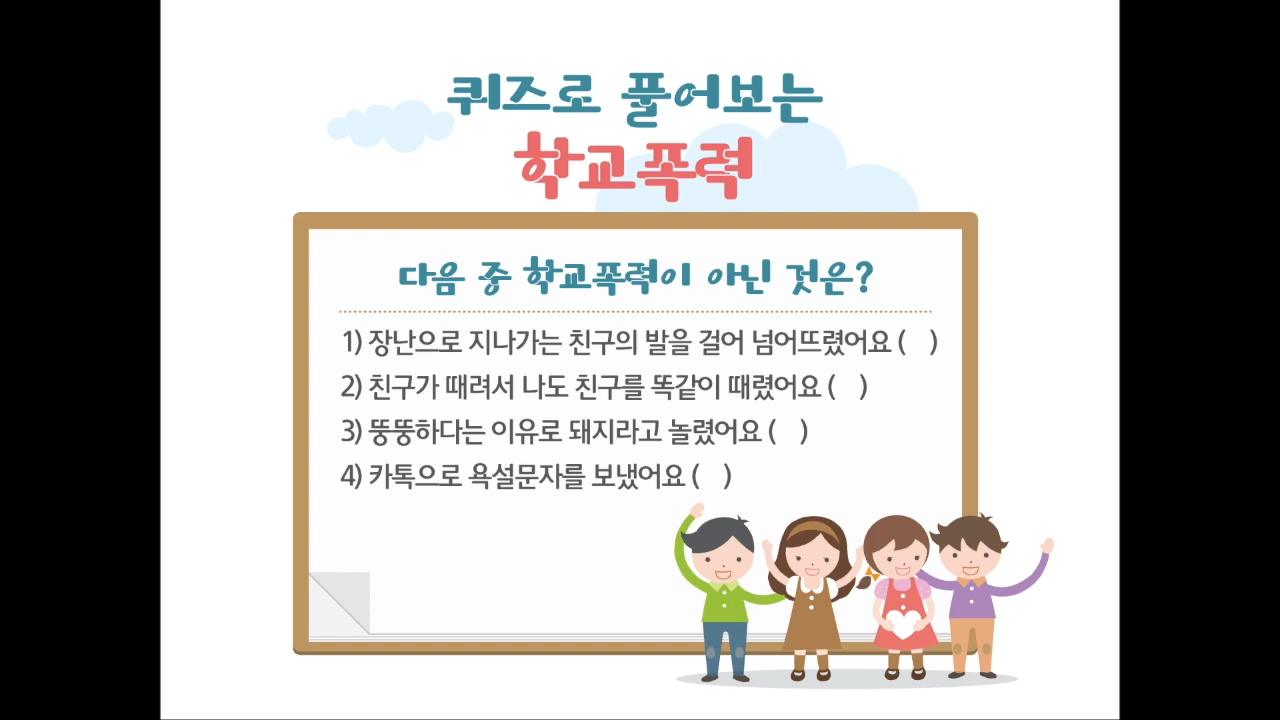 퀴즈로 풀어보는
학교폭력
다음 중 학교폭력이 아닌 것은?
1) 장난으로 지나가는 친구의 발을 걸어 넘어뜨렸어요 (   )
2) 친구가 때려서 나도 친구를 똑같이 때렸어요 (   )
3) 뚱뚱하다는 이유로 돼지라고 놀렸어요 (   )
4) 카톡으로 욕설문자를 보냈어요 (   )